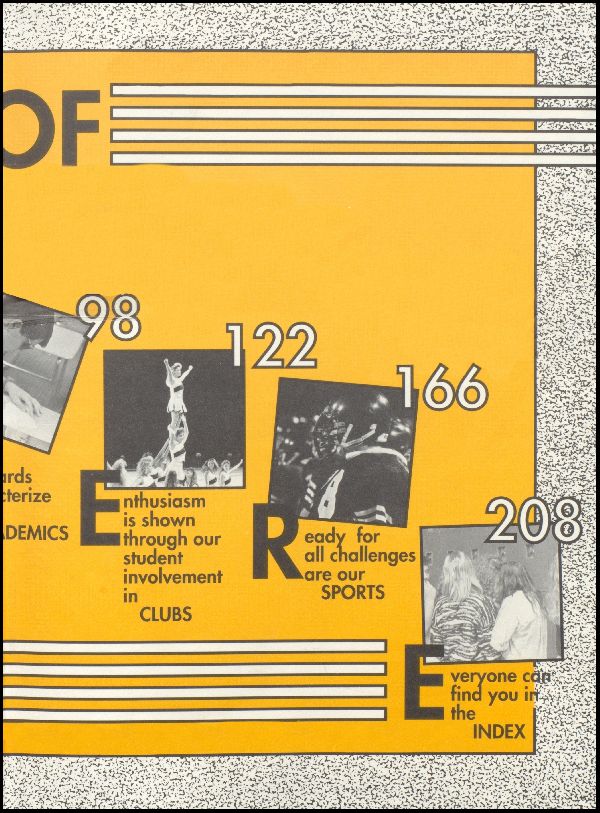 OF
98
ards
cterize
ADEMICS
122
Enthusiasm
is shown
through our
student
involvement
in
CLUBS
166
Ready for
all challenges
are our
SPORTS
208
Everyone can
find you in
the
INDEX